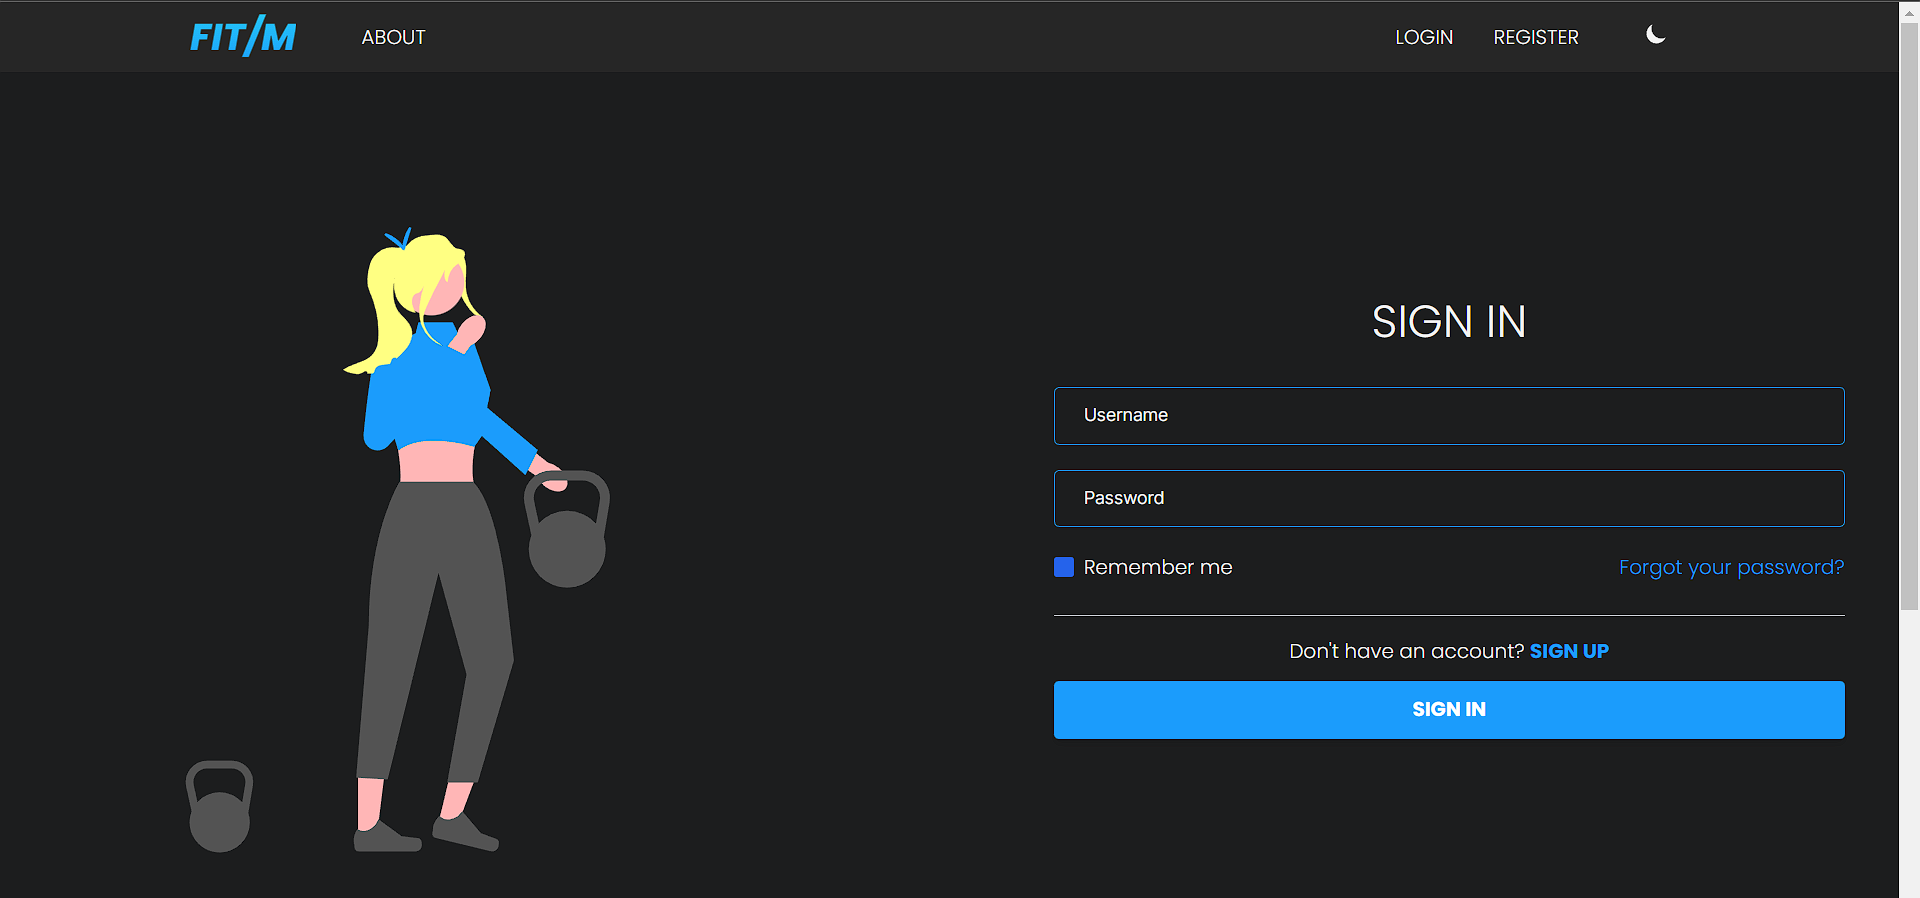 FIT/M ABOUT LOGIN REGISTER
SIGN IN
Username
Password
Remember me Forgot your password?
Don't have an account? SIGN UP
SIGN IN